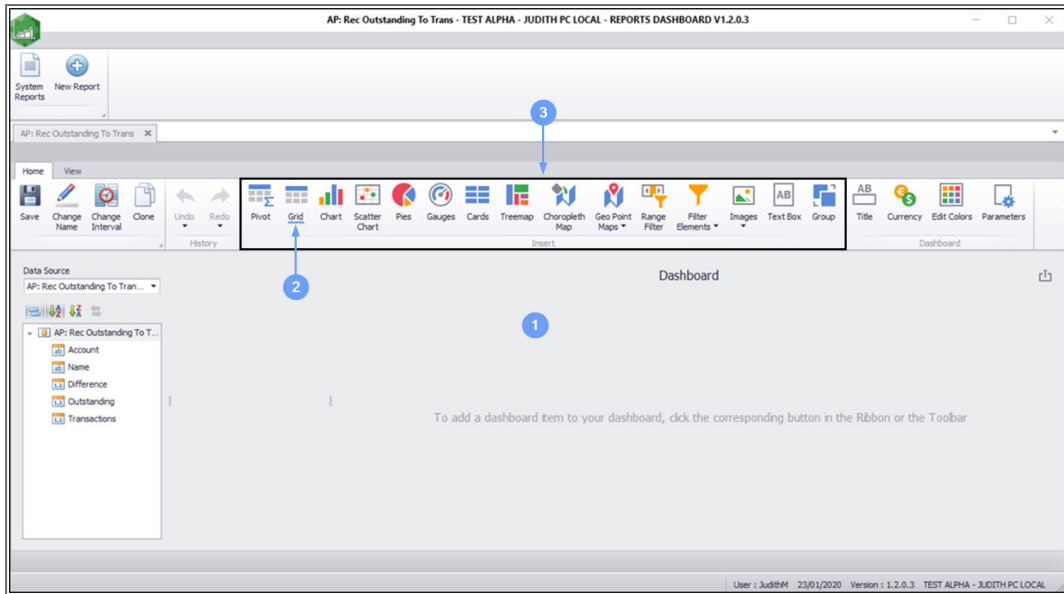 AP: Rec Outstanding To Trans - TEST ALPHA - JUDITH PC LOCAL - REPORTS DASHBOARD V1.2.0.3
System Reports
New Report
3
AP: Rec Outstanding To Trans
Home View
Save Change Name Change Interval Clone Undo Redo Pivot Grid Chart Scatter Chart Pies Gauges Cards Treemap Choropleth Map Geo Point Maps Range Filter Filter Elements Images AB Text Box Group AB Title Currency Edit Colors Parameters
History Insert Dashboard
2
Data Source
AP: Rec Outstanding To Tran...
Dashboard
1
AP: Rec Outstanding To T...
Account
Name
Difference
Outstanding
Transactions
To add a dashboard item to your dashboard, click the corresponding button in the Ribbon or the Toolbar
User : JudithM 23/01/2020 Version : 1.2.0.3 TEST ALPHA - JUDITH PC LOCAL